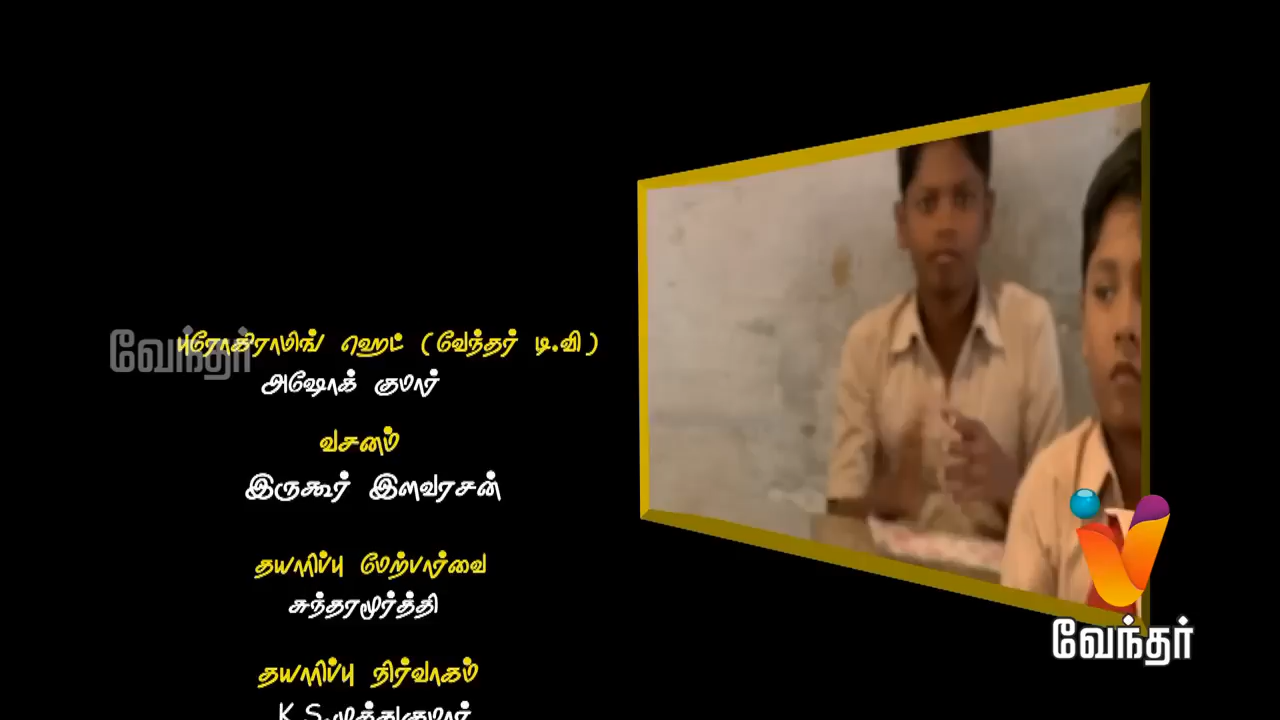 வேந்தர்
புரோகிராமிங் ஹெட் (வேந்தர் டி.வி)
அஷோக் குமார்
வசனம்
இருகூர் இளவரசன்
தயாரிப்பு மேற்பார்வை
சுந்தரமூர்த்தி
தயாரிப்பு நிர்வாகம்
K.S.முத்துகுமார்
வேந்தர்